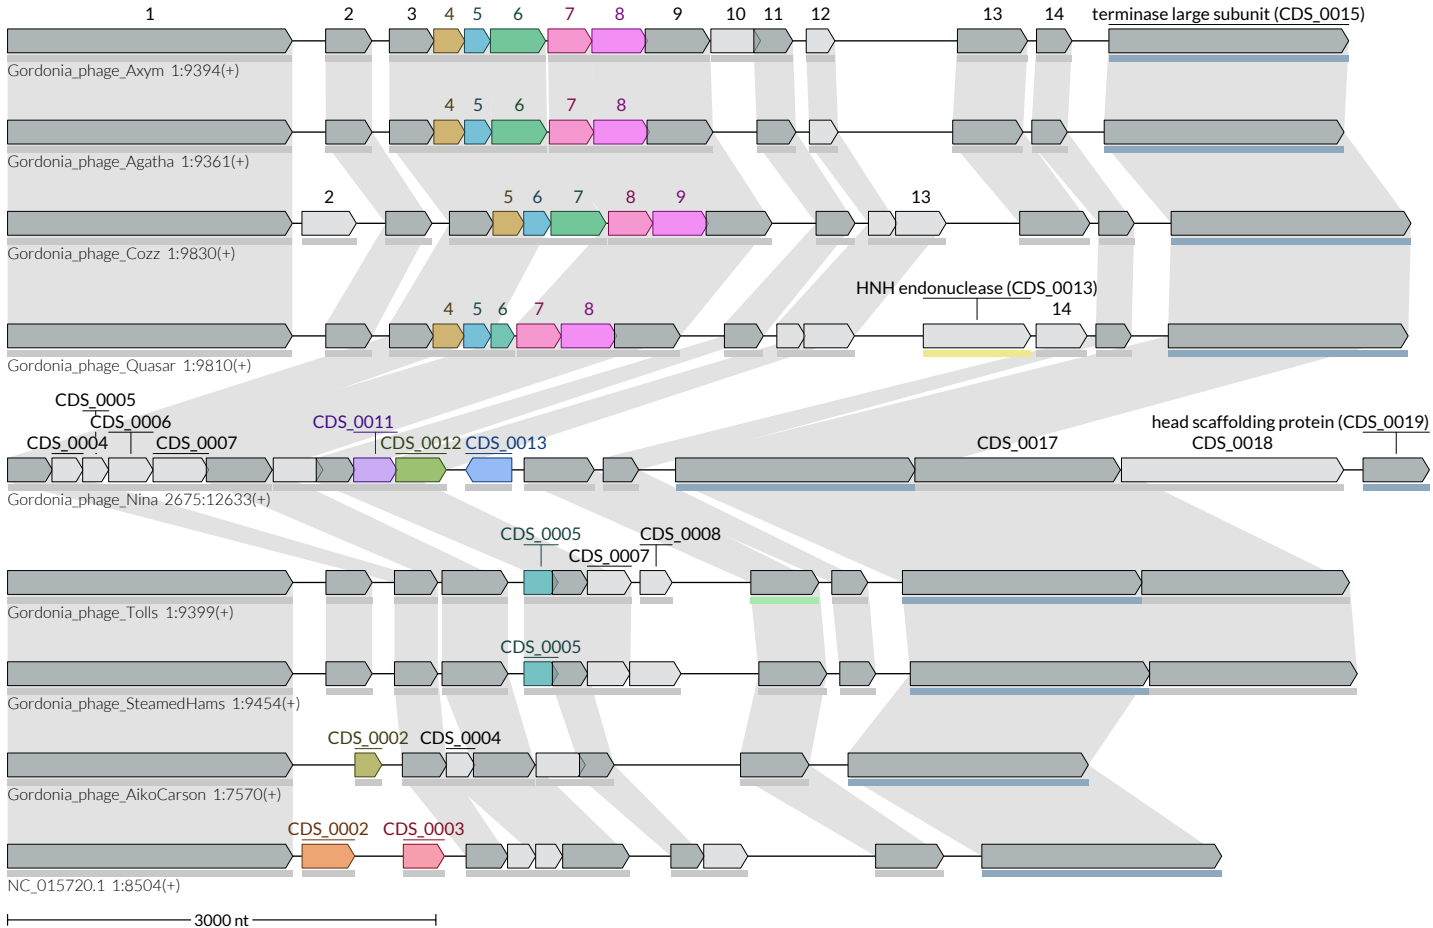 1 2 3 4 5 6 7 8 9 10 11 12 13 14 terminase large subunit (CDS_0015)
Gordonia_phage_Axym 1:9394(+)
4 5 6 7 8
Gordonia_phage_Agatha 1:9361(+)
2 5 6 7 8 9 13
Gordonia_phage_Cozz 1:9830(+)
HNH endonuclease (CDS_0013)
4 5 6 7 8 14
Gordonia_phage_Quasar 1:9810(+)
CDS_0005
CDS_0006 CDS_0011 head scaffolding protein (CDS_0019)
CDS_0004 CDS_0007 CDS_0012 CDS_0013 CDS_0017 CDS_0018
Gordonia_phage_Nina 2675:12633(+)
CDS_0005 CDS_0008
CDS_0007
Gordonia_phage_Tolls 1:9399(+)
CDS_0005
Gordonia_phage_SteamedHams 1:9454(+)
CDS_0002 CDS_0004
Gordonia_phage_AikoCarson 1:7570(+)
CDS_0002 CDS_0003
NC_015720.1 1:8504(+)
3000 nt